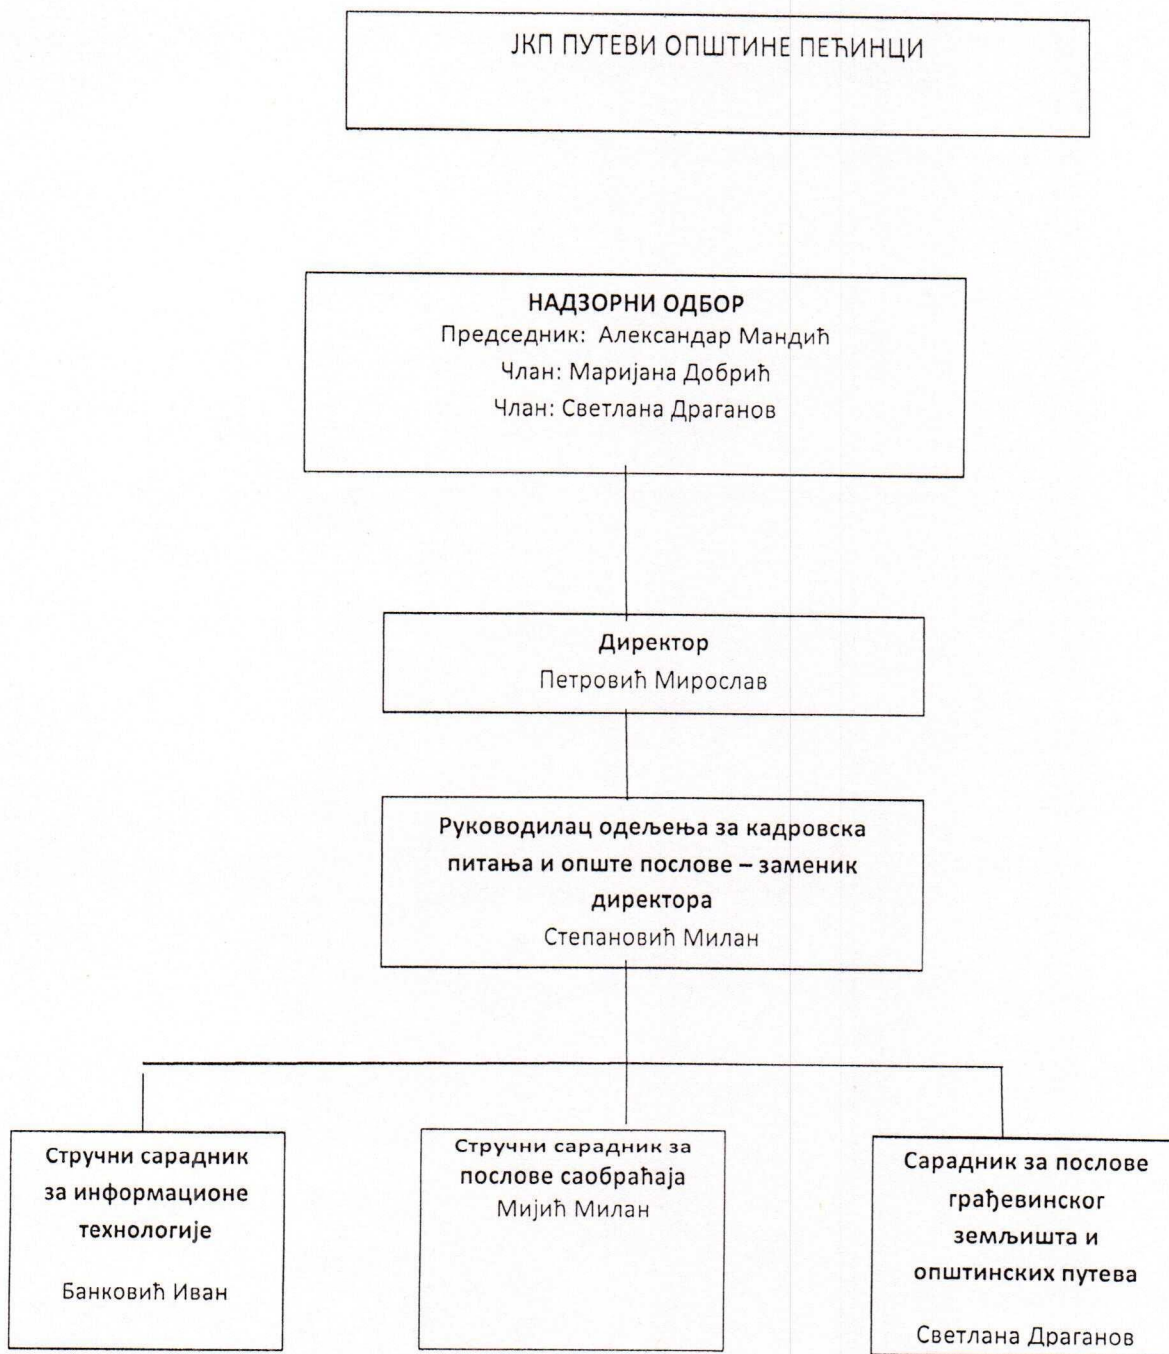 ЈКП ПУТЕВИ ОПШТИНЕ ПЕЋИНЦИ
НАДЗОРНИ ОДБОР
Председник: Александар Мандић
Члан: Маријана Добрић
Члан: Светлана Драганов
Директор
Петровић Мирослав
Руководилац одељења за кадровска
питања и опште послове – заменик
директора
Степановић Милан
Стручни сарадник
за информационе
технологије
Банковић Иван
Стручни сарадник за
послове саобраћаја
Мијић Милан
Сарадник за послове
грађевинског
земљишта и
општинских путева
Светлана Драганов